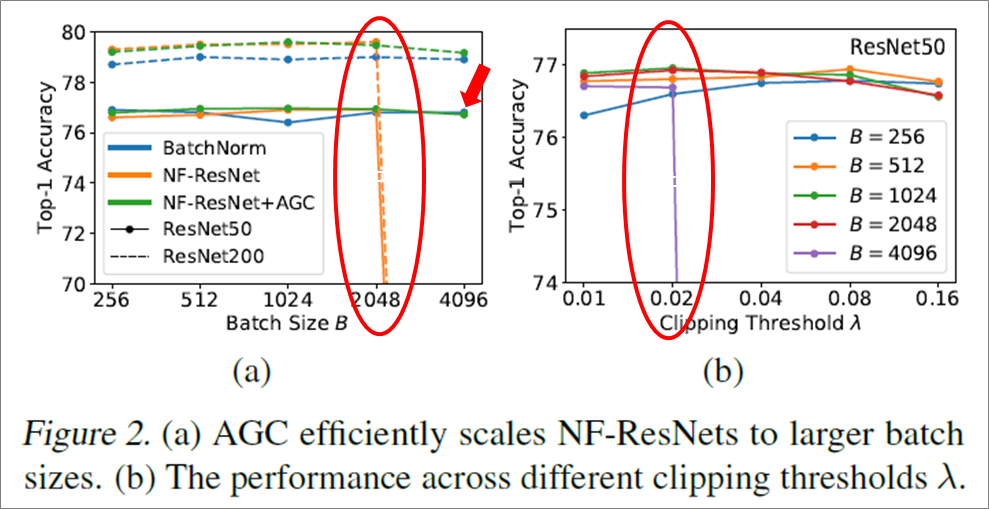 80
78
76
74
72
70
Top-1 Accuracy
BatchNorm
NF-ResNet
NF-ResNet+AGC
ResNet50
ResNet200
256 512 1024 2048 4096
Batch Size B
(a)
77
76
75
74
Top-1 Accuracy
ResNet50
B = 256
B = 512
B = 1024
B = 2048
B = 4096
0.01 0.02 0.04 0.08 0.16
Clipping Threshold λ
(b)
Figure 2. (a) AGC efficiently scales NF-ResNets to larger batch
sizes. (b) The performance across different clipping thresholds λ.